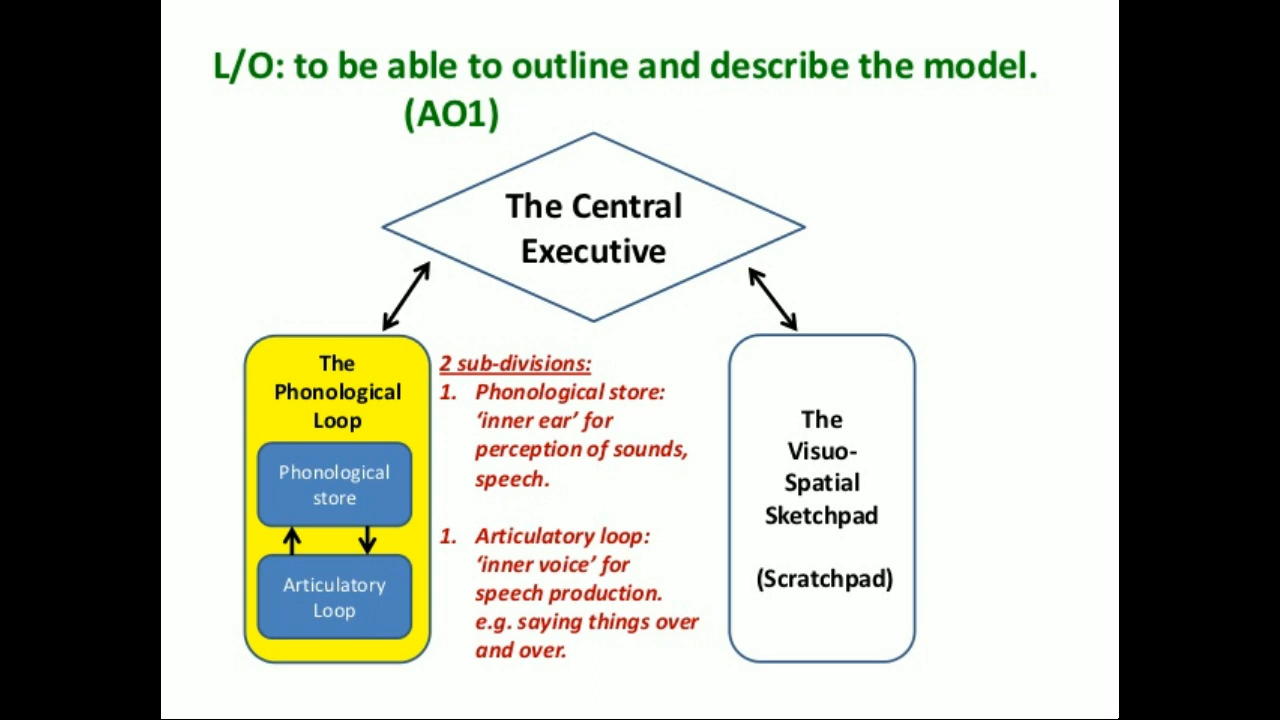 L/O: to be able to outline and describe the model.
(AO1)
The Central
Executive
The
Phonological
Loop
Phonological
store
Articulatory
Loop
2 sub-divisions:
1. Phonological store:
‘inner ear’ for
perception of sounds,
speech.
1. Articulatory loop:
‘inner voice’ for
speech production.
e.g. saying things over
and over.
The
Visuo-
Spatial
Sketchpad
(Scratchpad)